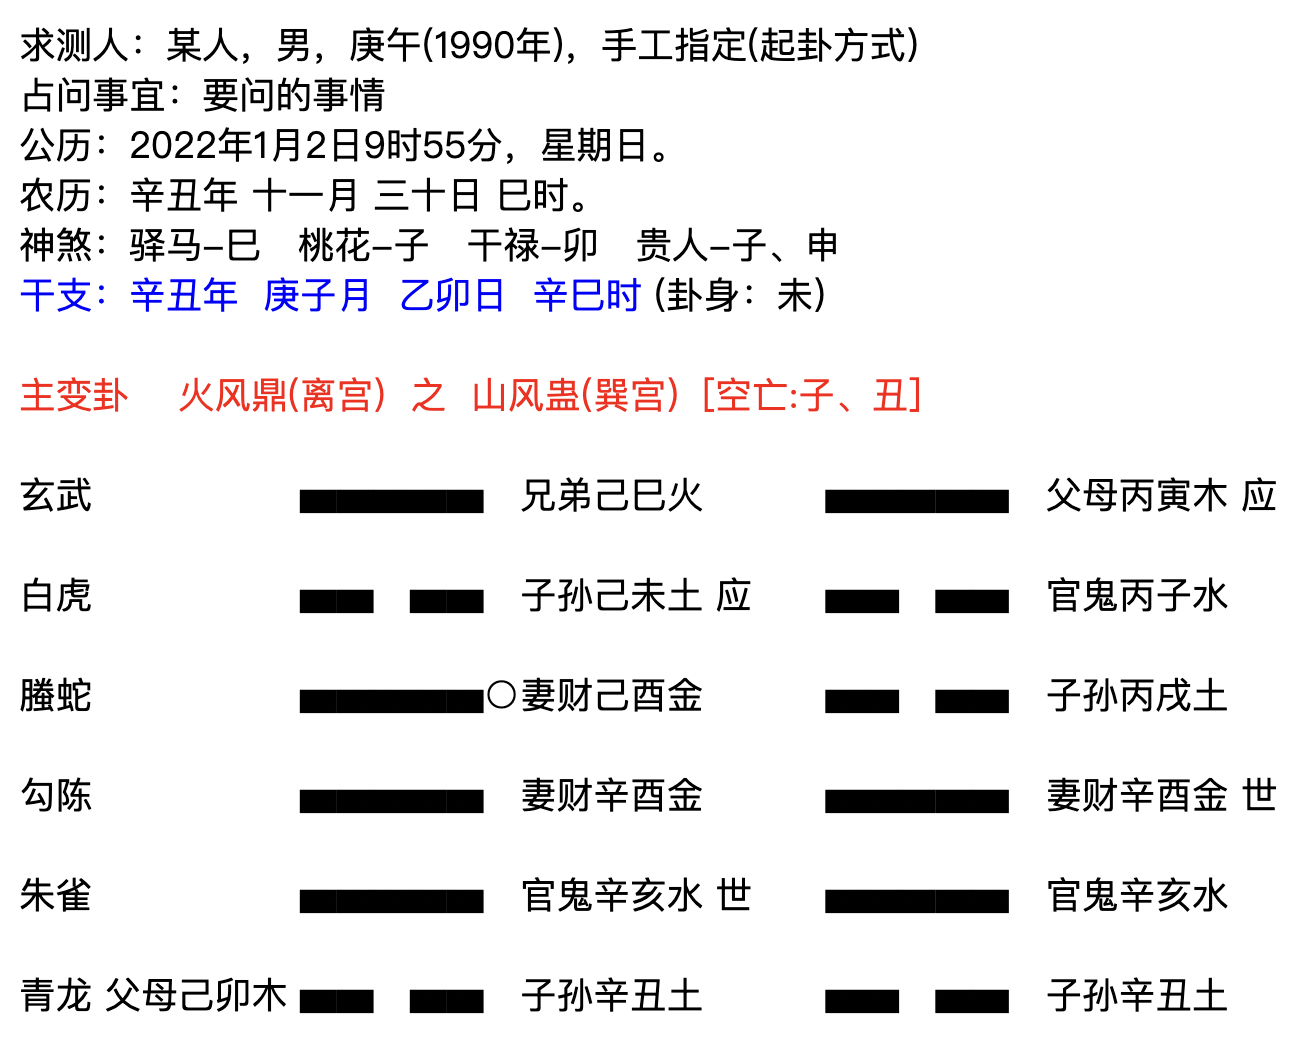 求测人：某人，男，庚午(1990年)，手工指定(起卦方式)
占问事宜：要问的事情
公历：2022年1月2日9时55分，星期日。
农历：辛丑年 十一月 三十日 巳时。
神煞：驿马-巳 桃花-子 干禄-卯 贵人-子、申
干支：辛丑年 庚子月 乙卯日 辛巳时 (卦身：未)
主变卦 火风鼎(离宫) 之 山风蛊(巽宫) [空亡:子、丑]
玄武 兄弟己巳火 父母丙寅木 应
白虎 子孙己未土 应 官鬼丙子水
螣蛇 ○妻财己酉金 子孙丙戌土
勾陈 妻财辛酉金 妻财辛酉金 世
朱雀 官鬼辛亥水 世 官鬼辛亥水
青龙 父母己卯木 子孙辛丑土 子孙辛丑土